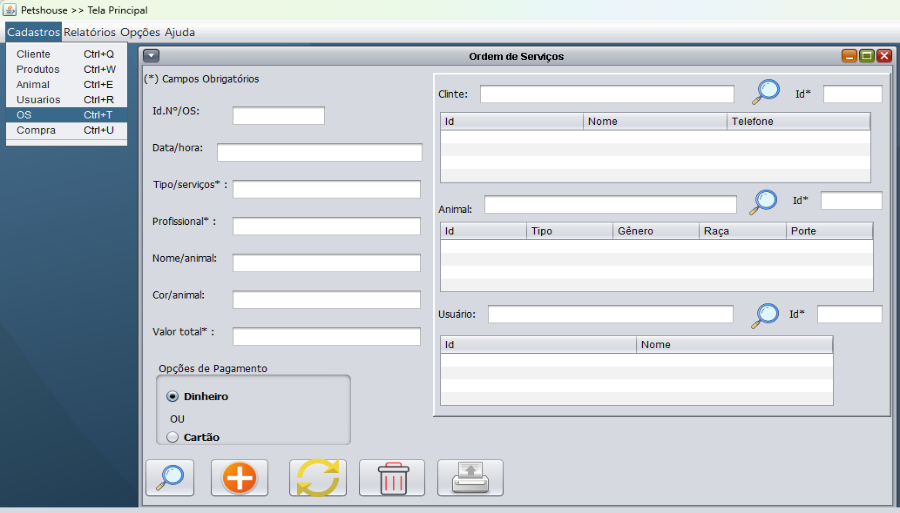 Petshouse >> Tela Principal
Cadastros Relatórios Opções Ajuda
Cliente Ctrl+Q
Produtos Ctrl+W
Animal Ctrl+E
Usuarios Ctrl+R
OS Ctrl+T
Compra Ctrl+U
Ordem de Serviços
(*) Campos Obrigatórios
Id.Nº/OS:
Data/hora:
Tipo/serviços* :
Profissional* :
Nome/animal:
Cor/animal:
Valor total* :
Opções de Pagamento
Dinheiro
OU
Cartão
Clinte: Id*
Id Nome Telefone
Animal: Id*
Id Tipo Gênero Raça Porte
Usuário: Id*
Id Nome